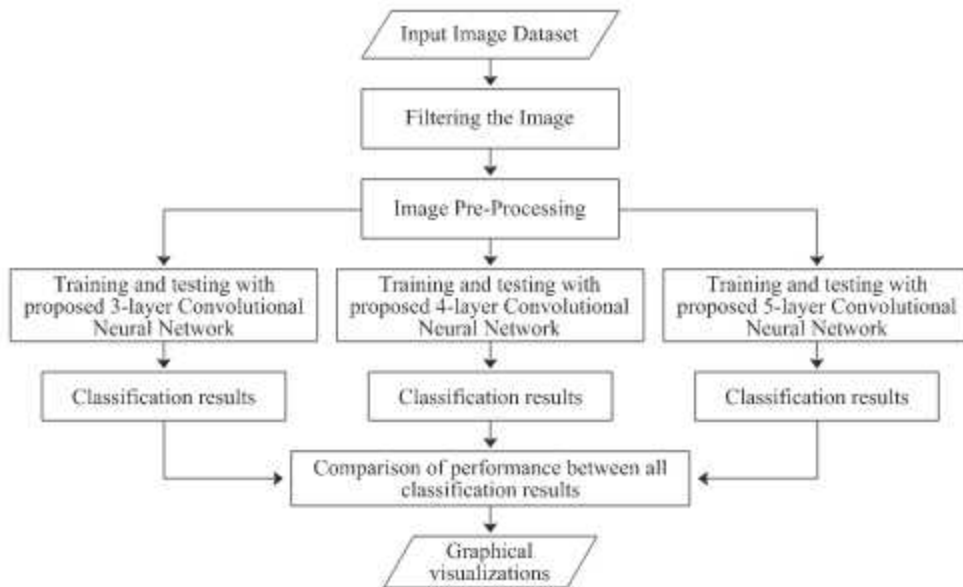 Input Image Dataset
Filtering the Image
Image Pre-Processing
Training and testing with
proposed 3-layer Convolutional
Neural Network
Training and testing with
proposed 4-layer Convolutional
Neural Network
Training and testing with
proposed 5-layer Convolutional
Neural Network
Classification results
Classification results
Classification results
Comparison of performance between all
classification results
Graphical
visualizations